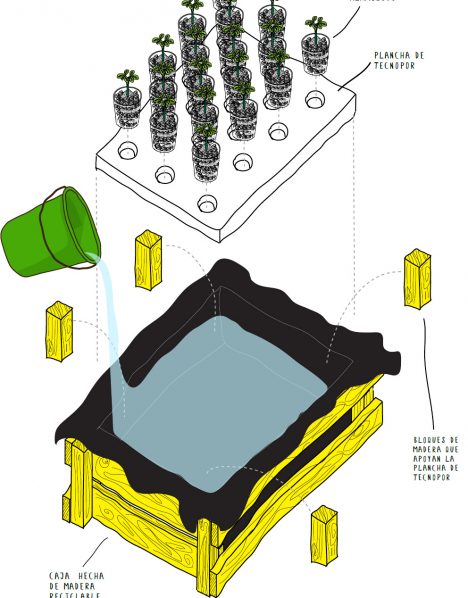 PLANCHA DE
TECNOPOR
BLOQUES DE
MADERA QUE
APOYAN LA
PLANCHA DE
TECNOPOR
CAJA HECHA
DE MADERA
RECICLABLE